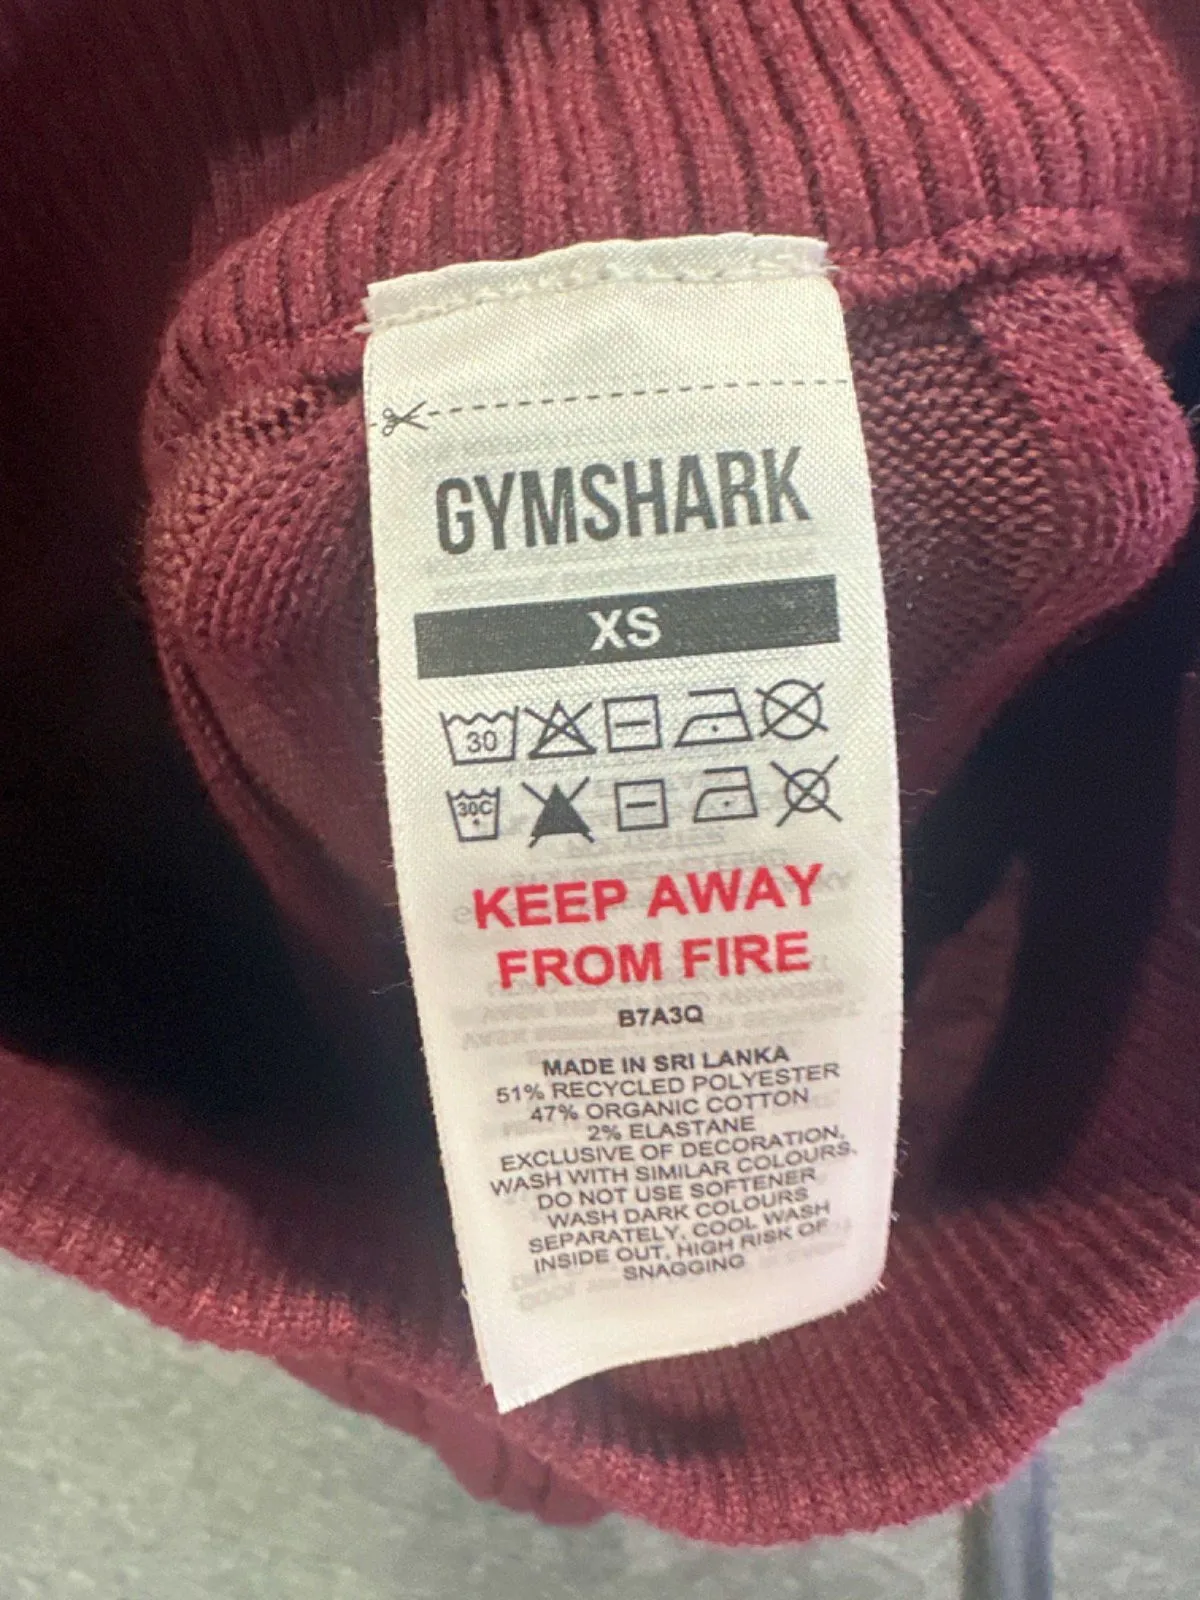 GYMSHARK
XS
30
30C
KEEP AWAY
FROM FIRE
B7A3Q
MADE IN SRI LANKA
51% RECYCLED POLYESTER
47% ORGANIC COTTON
2% ELASTANE
EXCLUSIVE OF DECORATION,
WASH WITH SIMILAR COLOURS,
DO NOT USE SOFTENER
WASH DARK COLOURS
SEPARATELY, COOL WASH
INSIDE OUT, HIGH RISK OF
SNAGGING